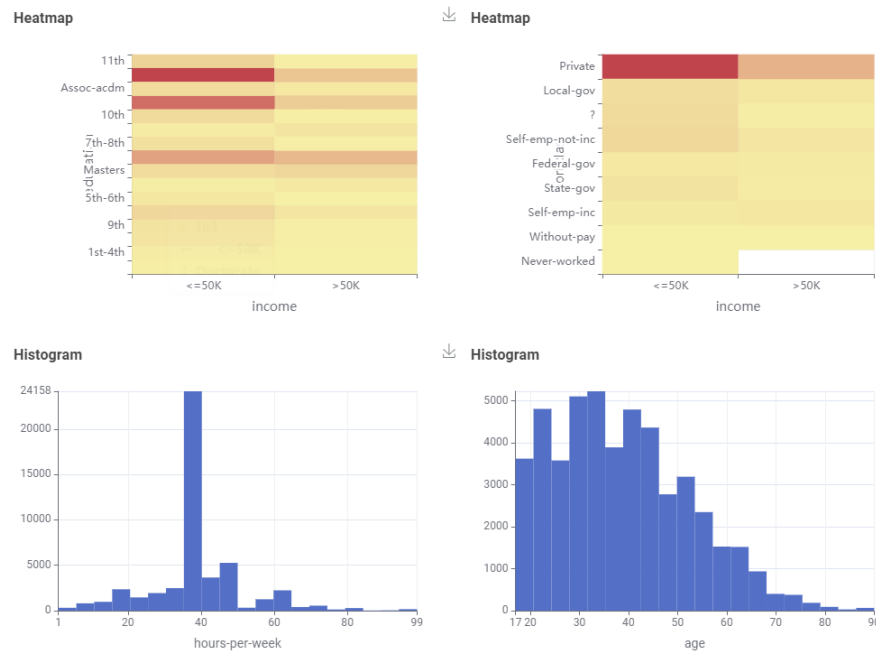 Heatmap
11th
Assoc-acdm
10th
7th-8th
Masters
5th-6th
9th
1st-4th
<=50K
>50K
income
Heatmap
Private
Local-gov
?
Self-emp-not-inc
Federal-gov
State-gov
Self-emp-inc
Without-pay
Never-worked
<=50K
>50K
income
Histogram
24158
20000
15000
10000
5000
0
1 20 40 60 80 99
hours-per-week
Histogram
5000
4000
3000
2000
1000
0
17 20 30 40 50 60 70 80 90
age